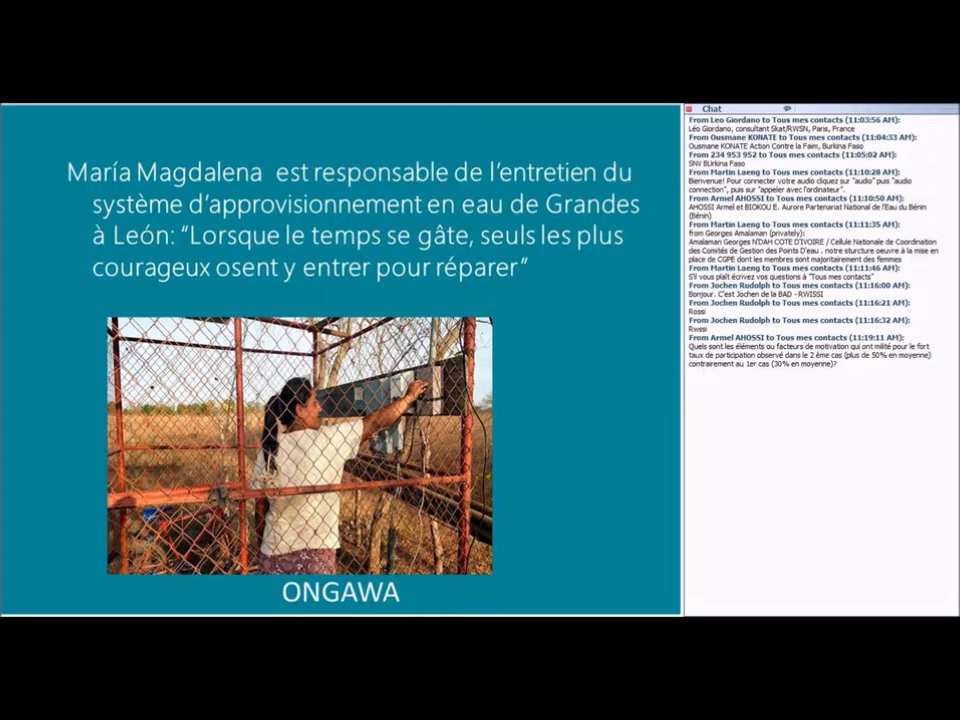 María Magdalena est responsable de l'entretien du
système d'approvisionnement en eau de Grandes
à León: "Lorsque le temps se gâte, seuls les plus
courageux osent y entrer pour réparer"
ONGAWA
Chat
From Leo Giordano to Tous mes contacts (11:03:56 AM):
Léo Giordano, consultant Skat/RWSN, Paris, France
From Ousmane KONATE to Tous mes contacts (11:04:33 AM):
Ousmane KONATE Action Contre la Faim, Burkina Faso
From 234 953 952 to Tous mes contacts (11:05:02 AM):
SNV BUrkina Faso
From Martin Laeng to Tous mes contacts (11:10:28 AM):
Bienvenue! Pour connecter votre audio cliquez sur "audio" puis "audio
connection", puis sur "appeler avec l'ordinateur".
From Armel AHOSSI to Tous mes contacts (11:10:50 AM):
AHOSSI Armel et BIOKOU E. Aurore Partenariat National de l'Eau du Bénin
(Bénin)
From Martin Laeng to Tous mes contacts (11:11:35 AM):
from Georges Amalaman (privately):
Amalaman Georges N'DAH COTE D'IVOIRE / Cellule Nationale de Coordination
des Comités de Gestion des Points D'eau . notre sturcture oeuvre à la mise en
place de CGPE dont les membres sont majoritairement des femmes
From Martin Laeng to Tous mes contacts (11:11:46 AM):
S'il vous plaît écrivez vos questions à "Tous mes contacts"
From Jochen Rudolph to Tous mes contacts (11:16:00 AM):
Bonjour. C'est Jochen de la BAD - RWISSI
From Jochen Rudolph to Tous mes contacts (11:16:21 AM):
Rossi
From Jochen Rudolph to Tous mes contacts (11:16:32 AM):
Rwssi
From Armel AHOSSI to Tous mes contacts (11:19:11 AM):
Quels sont les éléments ou facteurs de motivation qui ont milité pour le fort
taux de participation observé dans le 2 ème cas (plus de 50% en moyenne)
contrairement au 1er cas (30% en moyenne)?